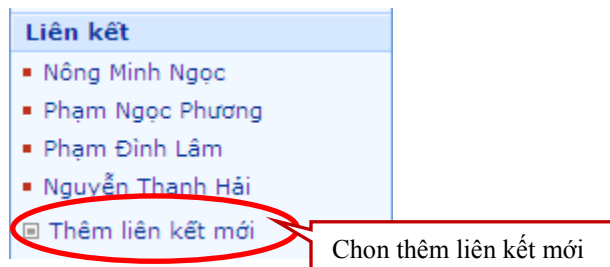 Liên kết
Nông Minh Ngọc
Phạm Ngọc Phương
Phạm Đình Lâm
Nguyễn Thanh Hải
Thêm liên kết mới
Chon thêm liên kết mới